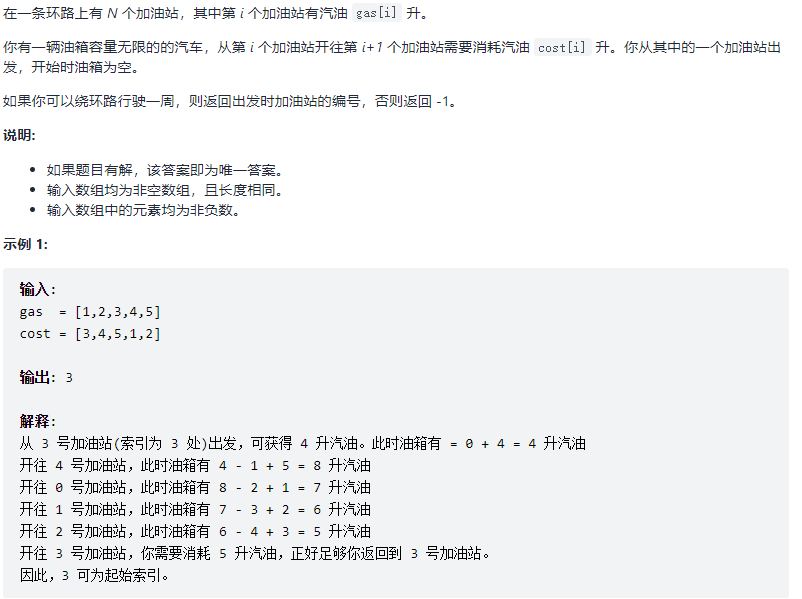 在一条环路上有 N 个加油站，其中第 i 个加油站有汽油 gas[i] 升。
你有一辆油箱容量无限的的汽车，从第 i 个加油站开往第 i+1 个加油站需要消耗汽油 cost[i] 升。你从其中的一个加油站出
发，开始时油箱为空。
如果你可以绕环路行驶一周，则返回出发时加油站的编号，否则返回 -1。
说明:
• 如果题目有解，该答案即为唯一答案。
• 输入数组均为非空数组，且长度相同。
• 输入数组中的元素均为非负数。
示例 1:
输入:
gas  = [1,2,3,4,5]
cost = [3,4,5,1,2]
输出: 3
解释:
从 3 号加油站(索引为 3 处)出发，可获得 4 升汽油。此时油箱有 = 0 + 4 = 4 升汽油
开往 4 号加油站，此时油箱有 4 - 1 + 5 = 8 升汽油
开往 0 号加油站，此时油箱有 8 - 2 + 1 = 7 升汽油
开往 1 号加油站，此时油箱有 7 - 3 + 2 = 6 升汽油
开往 2 号加油站，此时油箱有 6 - 4 + 3 = 5 升汽油
开往 3 号加油站，你需要消耗 5 升汽油，正好足够你返回到 3 号加油站。
因此，3 可为起始索引。